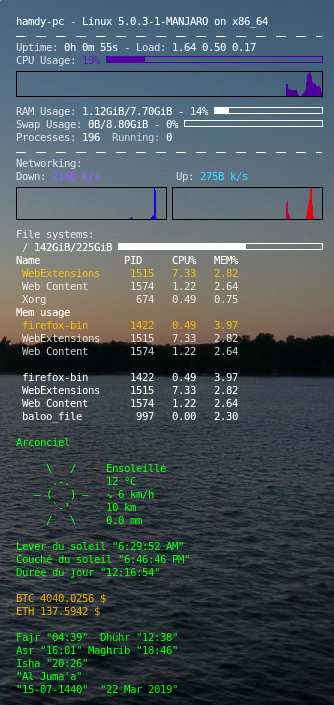 hamdy-pc - Linux 5.0.3-1-MANJARO on x86_64
Uptime: 0h 0m 55s - Load: 1.64 0.50 0.17
CPU Usage: 19%
RAM Usage: 1.12GiB/7.70GiB - 14%
Swap Usage: 0B/8.80GiB - 0%
Processes: 196  Running: 0
Networking:
Down: 214B k/s  Up: 275B k/s
File systems:
/ 142GiB/225GiB
Name PID CPU% MEM%
WebExtensions 1515 7.33 2.82
Web Content 1574 1.22 2.64
Xorg 674 0.49 0.75
Mem usage
firefox-bin 1422 0.49 3.97
WebExtensions 1515 7.33 2.82
Web Content 1574 1.22 2.64
firefox-bin 1422 0.49 3.97
WebExtensions 1515 7.33 2.82
Web Content 1574 1.22 2.64
baloo_file 997 0.00 2.30
Arconciel
Ensoleillé
12 °C
↘ 6 km/h
10 km
0.0 mm
Lever du soleil "6:29:52 AM"
Couché du soleil "6:46:46 PM"
Durée du jour "12:16:54"
BTC 4040.0256 $
ETH 137.5942 $
Fajr "04:39"  Dhuhr "12:38"
Asr "16:01" Maghrib "18:46"
Isha "20:26"
"Al Juma'a"
"15-07-1440"  "22 Mar 2019"